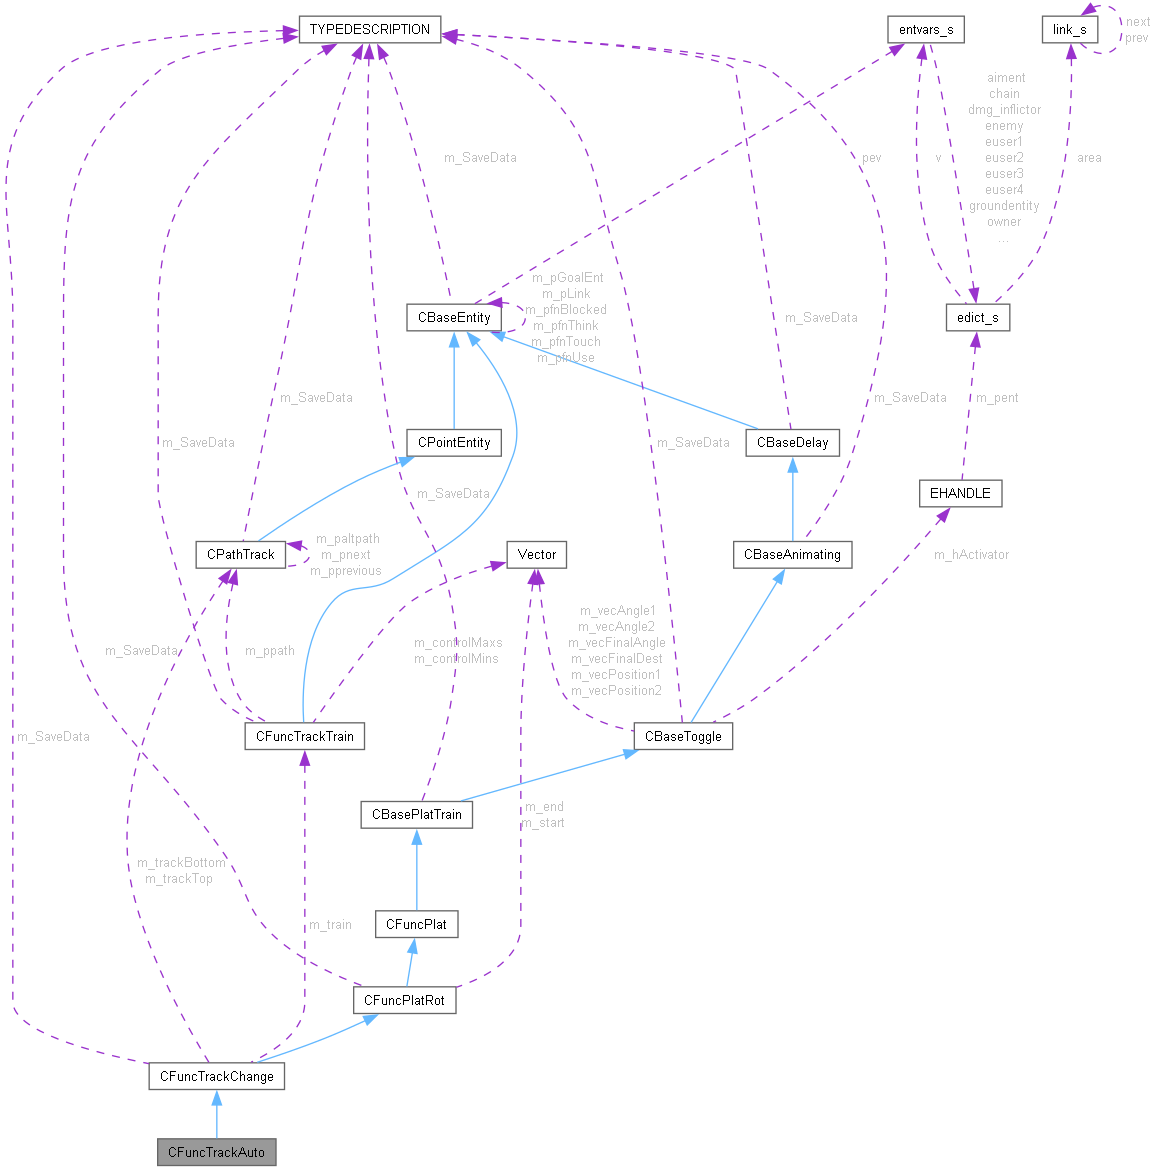 TYPEDESCRIPTION
entvars_s
link_s
next
prev
aiment
chain
dmg_inflictor
enemy
euser1
euser2
euser3
euser4
groundentity
owner
...
m_SaveData
pev
v
area
m_pGoalEnt
m_pLink
m_pfnBlocked
m_pfnThink
m_pfnTouch
m_pfnUse
CBaseEntity
edict_s
m_SaveData
m_SaveData
m_SaveData
m_pent
m_SaveData
CPointEntity
m_SaveData
CBaseDelay
m_SaveData
EHANDLE
m_paltpath
m_pnext
m_pprevious
CPathTrack
Vector
CBaseAnimating
m_hActivator
m_vecAngle1
m_vecAngle2
m_vecFinalAngle
m_vecFinalDest
m_vecPosition1
m_vecPosition2
m_SaveData
m_ppath
m_controlMaxs
m_controlMins
m_SaveData
CFuncTrackTrain
CBaseToggle
m_end
m_start
CBasePlatTrain
m_trackBottom
m_trackTop
m_train
CFuncPlat
CFuncPlatRot
CFuncTrackChange
CFuncTrackAuto